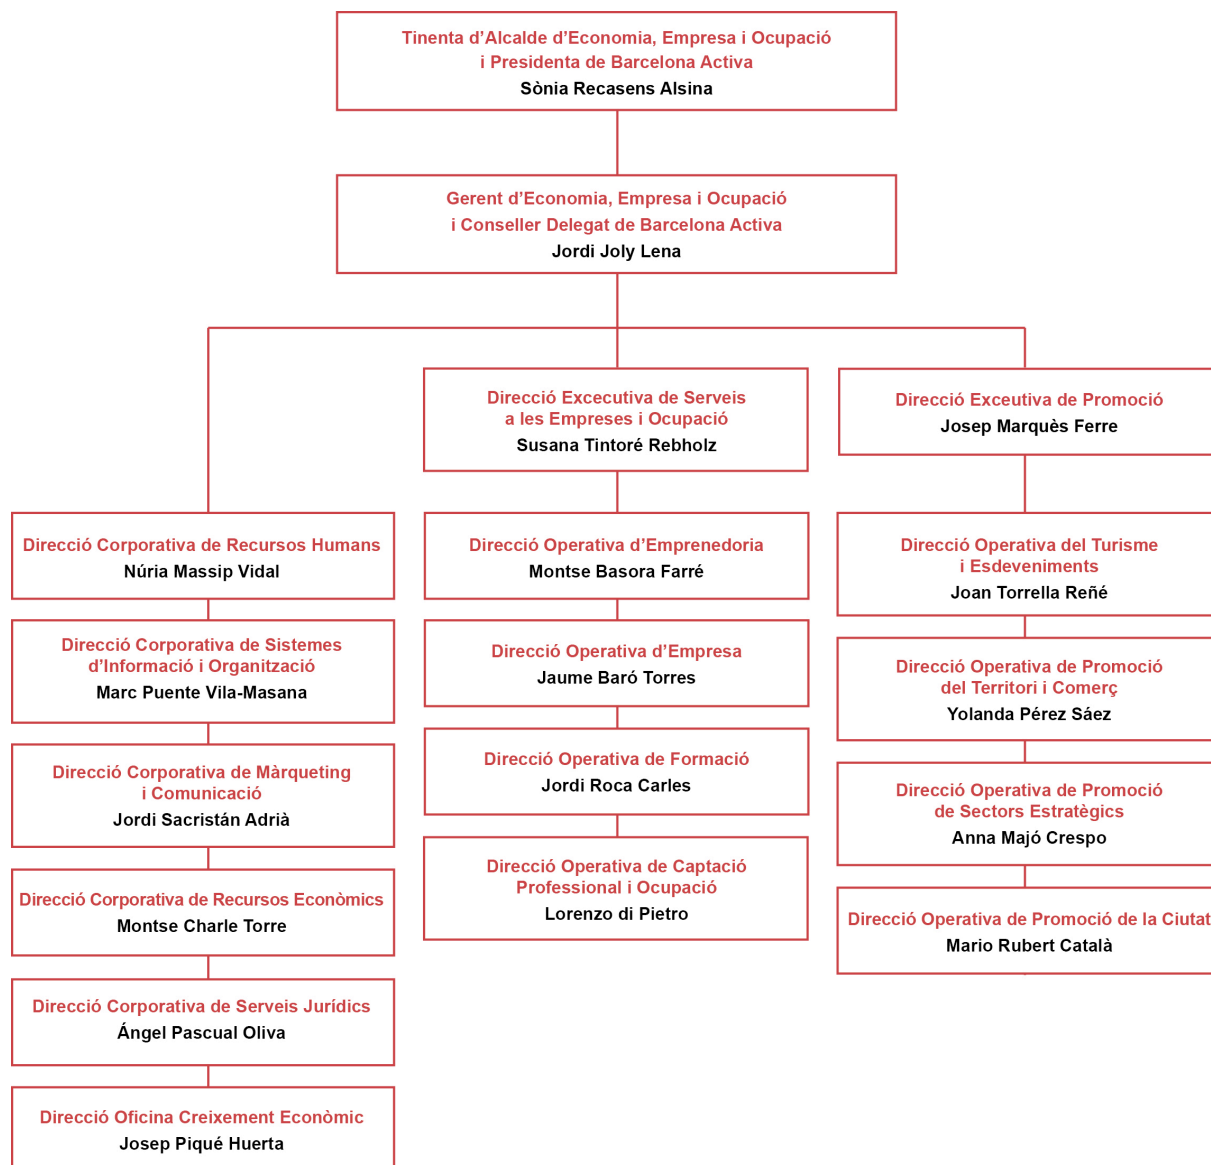 Tinenta d’Alcalde d’Economia, Empresa i Ocupació
i Presidenta de Barcelona Activa
Sònia Recasens Alsina
Gerent d’Economia, Empresa i Ocupació
i Conseller Delegat de Barcelona Activa
Jordi Joly Lena
Direcció Excecutiva de Serveis
a les Empreses i Ocupació
Susana Tintoré Rebholz
Direcció Exceutiva de Promoció
Josep Marquès Ferre
Direcció Corporativa de Recursos Humans
Núria Massip Vidal
Direcció Corporativa de Sistemes
d’Informació i Organització
Marc Puente Vila-Masana
Direcció Corporativa de Màrqueting
i Comunicació
Jordi Sacristán Adrià
Direcció Corporativa de Recursos Econòmics
Montse Charle Torre
Direcció Corporativa de Serveis Jurídics
Ángel Pascual Oliva
Direcció Oficina Creixement Econòmic
Josep Piqué Huerta
Direcció Operativa d’Emprenedoria
Montse Basora Farré
Direcció Operativa d’Empresa
Jaume Baró Torres
Direcció Operativa de Formació
Jordi Roca Carles
Direcció Operativa de Captació
Professional i Ocupació
Lorenzo di Pietro
Direcció Operativa del Turisme
i Esdeveniments
Joan Torrella Reñé
Direcció Operativa de Promoció
del Territori i Comerç
Yolanda Pérez Sáez
Direcció Operativa de Promoció
de Sectors Estratègics
Anna Majó Crespo
Direcció Operativa de Promoció de la Ciutat
Mario Rubert Català